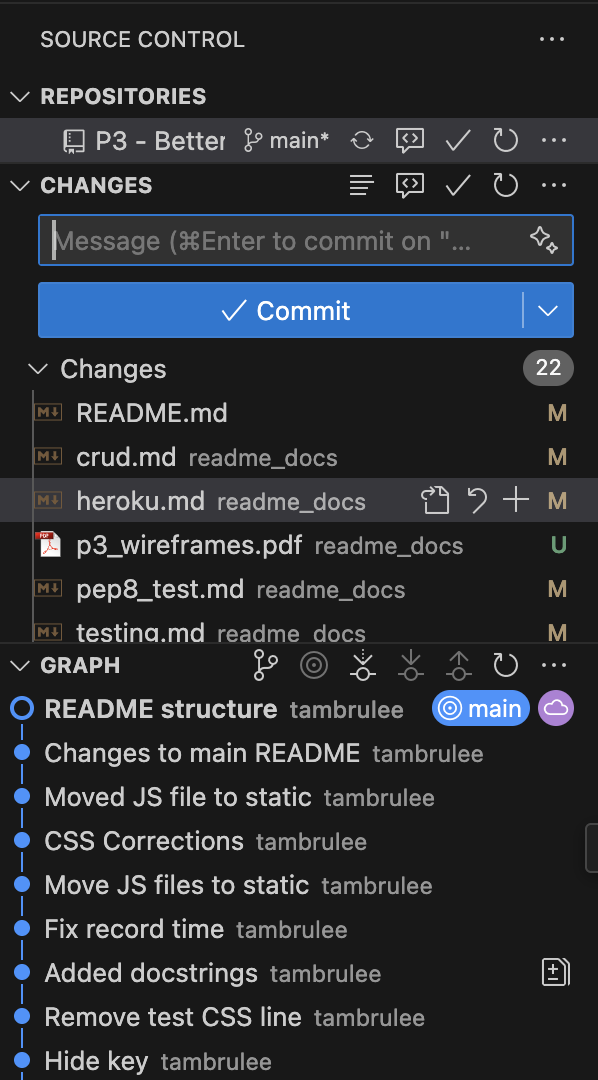 SOURCE CONTROL
REPOSITORIES
P3 - Better main*
CHANGES
Message (⌘Enter to commit on "...
Commit
Changes 22
README.md M
crud.md readme_docs M
heroku.md readme_docs M
PDF p3_wireframes.pdf readme_docs U
pep8_test.md readme_docs M
testing.md readme_docs M
GRAPH
README structure tambrulee main
Changes to main README tambrulee
Moved JS file to static tambrulee
CSS Corrections tambrulee
Move JS files to static tambrulee
Fix record time tambrulee
Added docstrings tambrulee
Remove test CSS line tambrulee
Hide key tambrulee